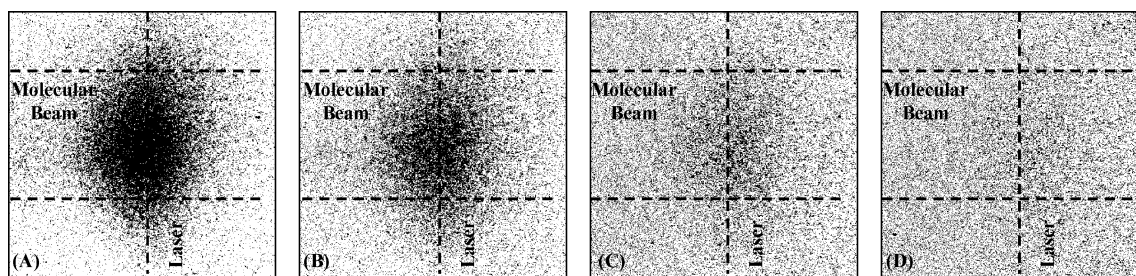 Molecular
Beam
Laser
(A)
Molecular
Beam
Laser
(B)
Molecular
Beam
Laser
(C)
Molecular
Beam
Laser
(D)